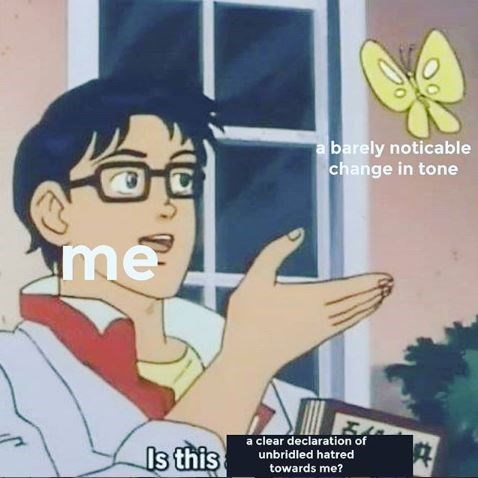 a barely noticable
change in tone
me
Is this
a clear declaration of
unbridled hatred
towards me?